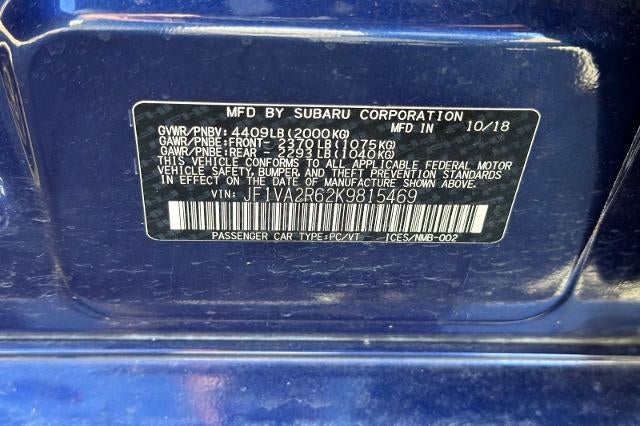 MFD BY SUBARU CORPORATION
GVWR/PNBV: 4409LB(2000KG) MFD IN 10/18
GAWR/PNBE:FRONT- 2370LB(1075KG)
GAWR/PNBE:REAR - 2293LB(1040KG)
THIS VEHICLE CONFORMS TO ALL APPLICABLE FEDERAL MOTOR
VEHICLE SAFETY, BUMPER AND THEFT PREVENTION STANDARDS
IN EFFECT ON THE DATE OF MANUFACTURE SHOWN ABOVE.
VIN: JF1VA2R62K9815469
PASSENGER CAR TYPE:PC/VT ICES/NMB-002